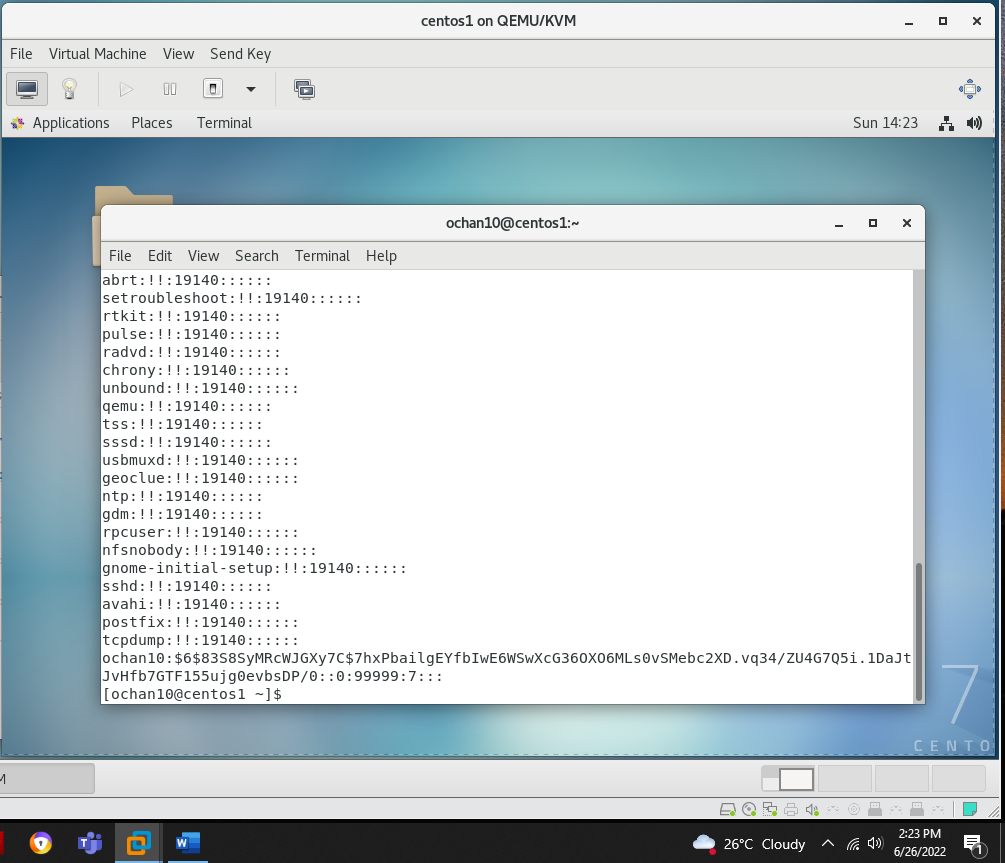 centos1 on QEMU/KVM
File Virtual Machine View Send Key
Applications Places Terminal Sun 14:23
ochan10@centos1:~
File Edit View Search Terminal Help
abrt:!!:19140::::::
setroubleshoot:!!:19140::::::
rtkit:!!:19140::::::
pulse:!!:19140::::::
radvd:!!:19140::::::
chrony:!!:19140::::::
unbound:!!:19140::::::
qemu:!!:19140::::::
tss:!!:19140::::::
sssd:!!:19140::::::
usbmuxd:!!:19140::::::
geoclue:!!:19140::::::
ntp:!!:19140::::::
gdm:!!:19140::::::
rpcuser:!!:19140::::::
nfsnobody:!!:19140::::::
gnome-initial-setup:!!:19140::::::
sshd:!!:19140::::::
avahi:!!:19140::::::
postfix:!!:19140::::::
tcpdump:!!:19140::::::
ochan10:$6$83S8SyMRcWJGXy7C$7hxPbailgEYfbIwE6WSwXcG36OXO6MLs0vSMebc2XD.vq34/ZU4G7Q5i.1DaJt
JvHfb7GTF155ujg0evbsDP/0::0:99999:7:::
[ochan10@centos1 ~]$
7
CENTO
M
26°C Cloudy
2:23 PM
6/26/2022
1